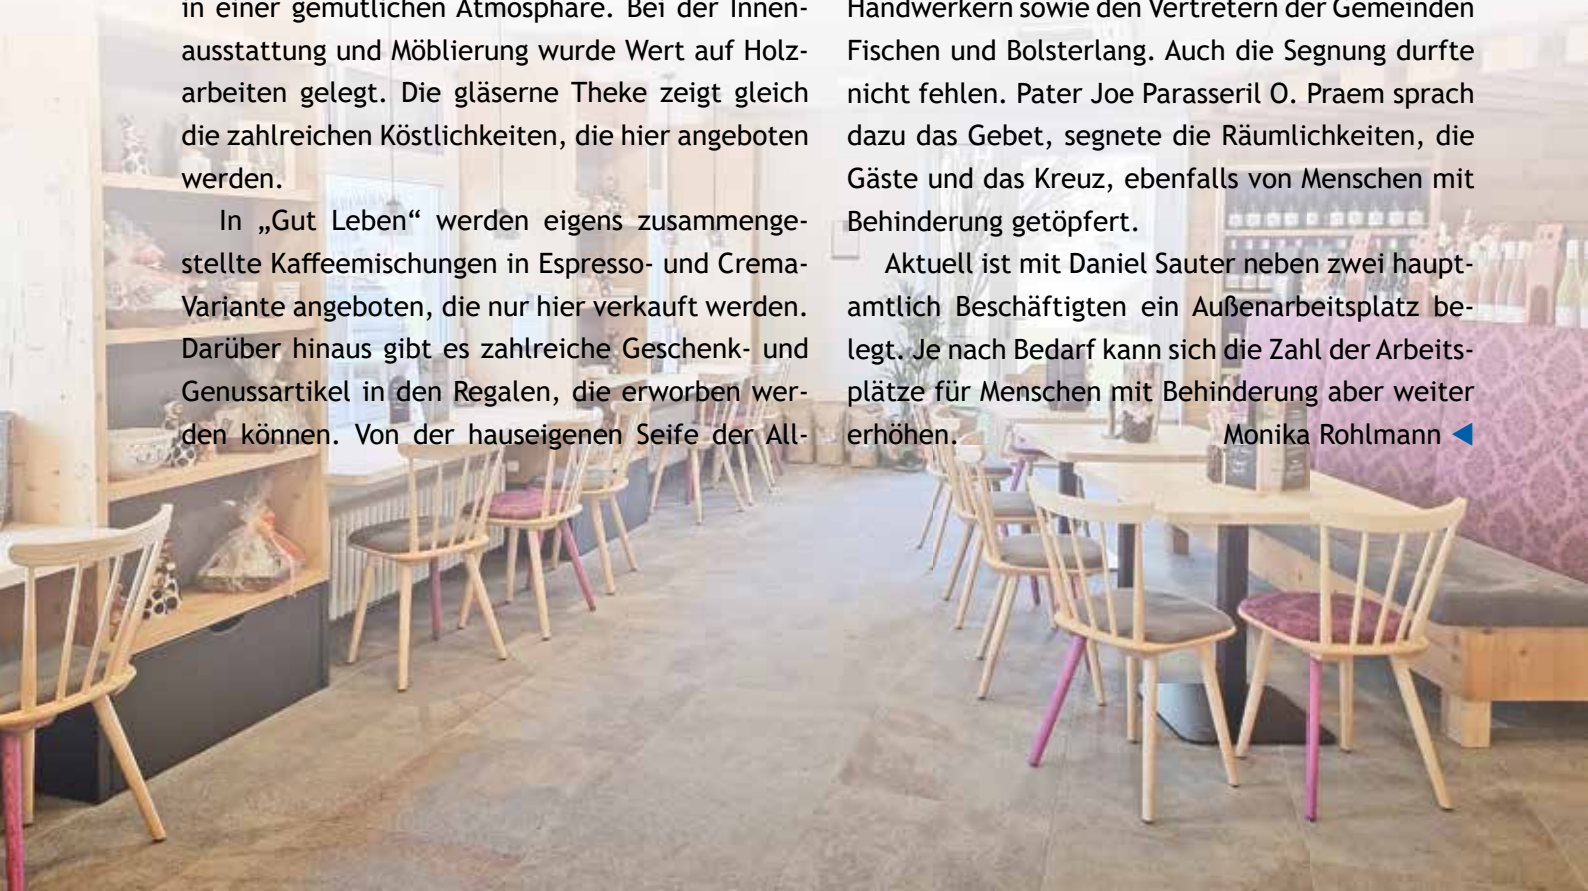 in einer gemütlichen Atmosphäre. Bei der Innen-
ausstattung und Möblierung wurde Wert auf Holz-
arbeiten gelegt. Die gläserne Theke zeigt gleich
die zahlreichen Köstlichkeiten, die hier angeboten
werden.
In „Gut Leben“ werden eigens zusammenge-
stellte Kaffeemischungen in Espresso- und Crema-
Variante angeboten, die nur hier verkauft werden.
Darüber hinaus gibt es zahlreiche Geschenk- und
Genussartikel in den Regalen, die erworben wer-
den können. Von der hauseigenen Seife der All-
Handwerkern sowie den Vertretern der Gemeinden
Fischen und Bolsterlang. Auch die Segnung durfte
nicht fehlen. Pater Joe Parasseril O. Praem sprach
dazu das Gebet, segnete die Räumlichkeiten, die
Gäste und das Kreuz, ebenfalls von Menschen mit
Behinderung getöpfert.
Aktuell ist mit Daniel Sauter neben zwei haupt-
amtlich Beschäftigten ein Außenarbeitsplatz be-
legt. Je nach Bedarf kann sich die Zahl der Arbeits-
plätze für Menschen mit Behinderung aber weiter
erhöhen. Monika Rohlmann